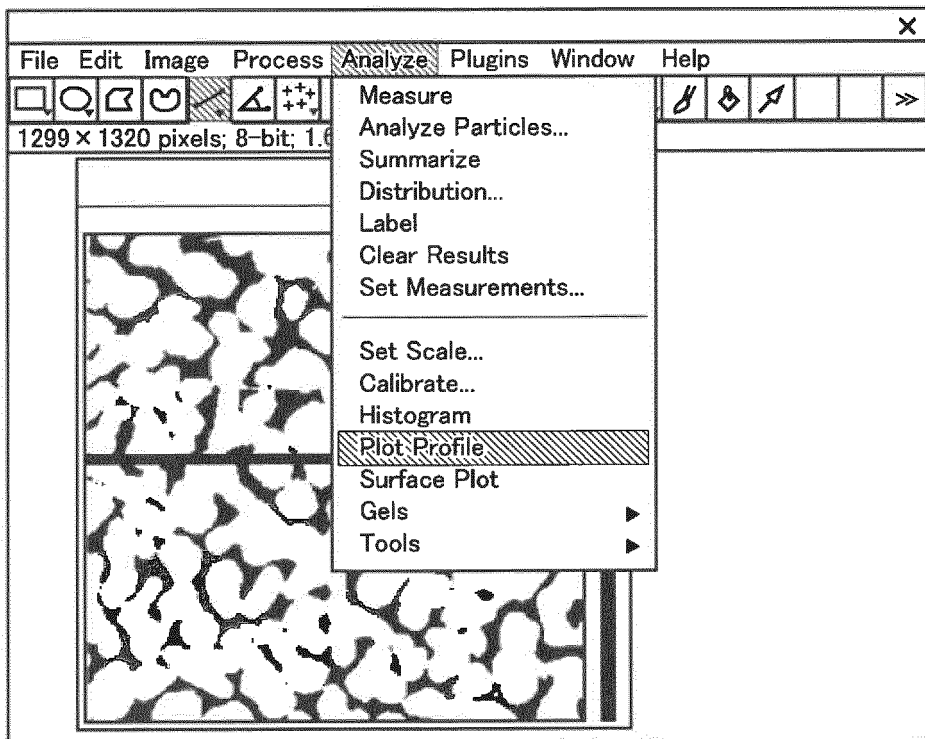 ×
File Edit Image Process Analyze Plugins Window Help
>>
1299 × 1320 pixels; 8-bit; 1.6
Measure
Analyze Particles...
Summarize
Distribution...
Label
Clear Results
Set Measurements...
Set Scale...
Calibrate...
Histogram
Plot Profile
Surface Plot
Gels ▶
Tools ▶